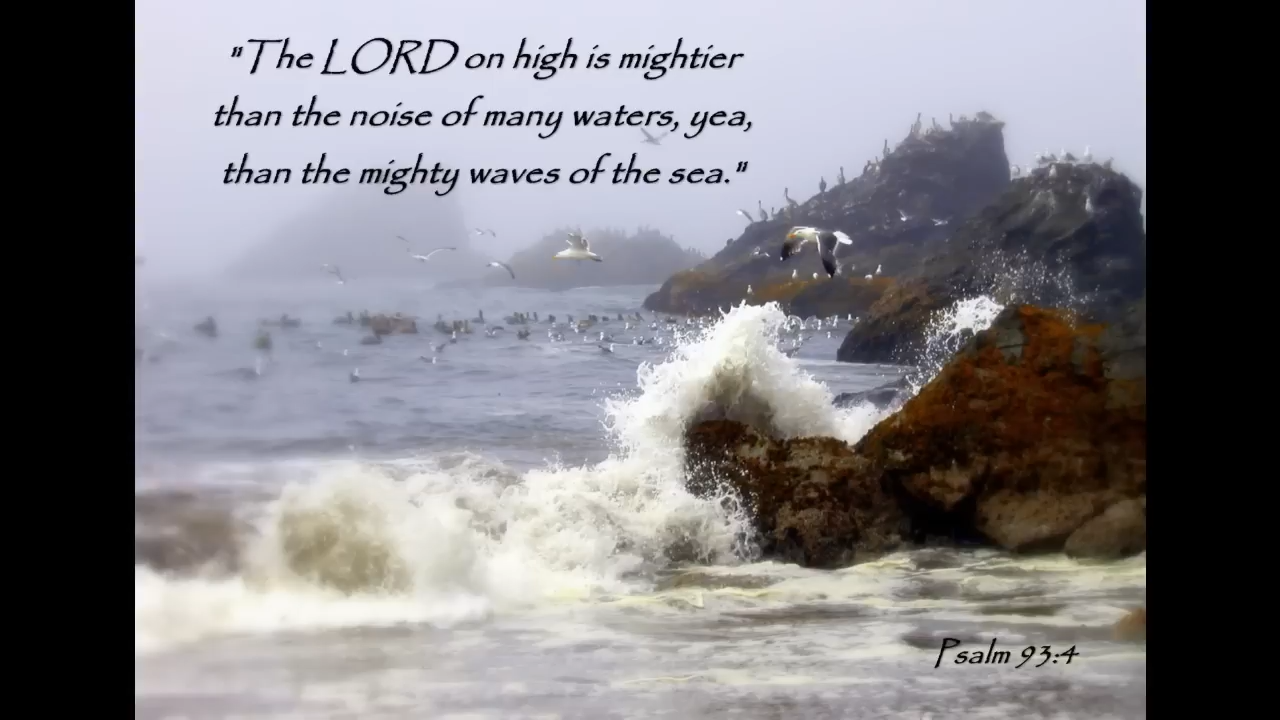 "The LORD on high is mightier
than the noise of many waters, yea,
than the mighty waves of the sea."
Psalm 93:4